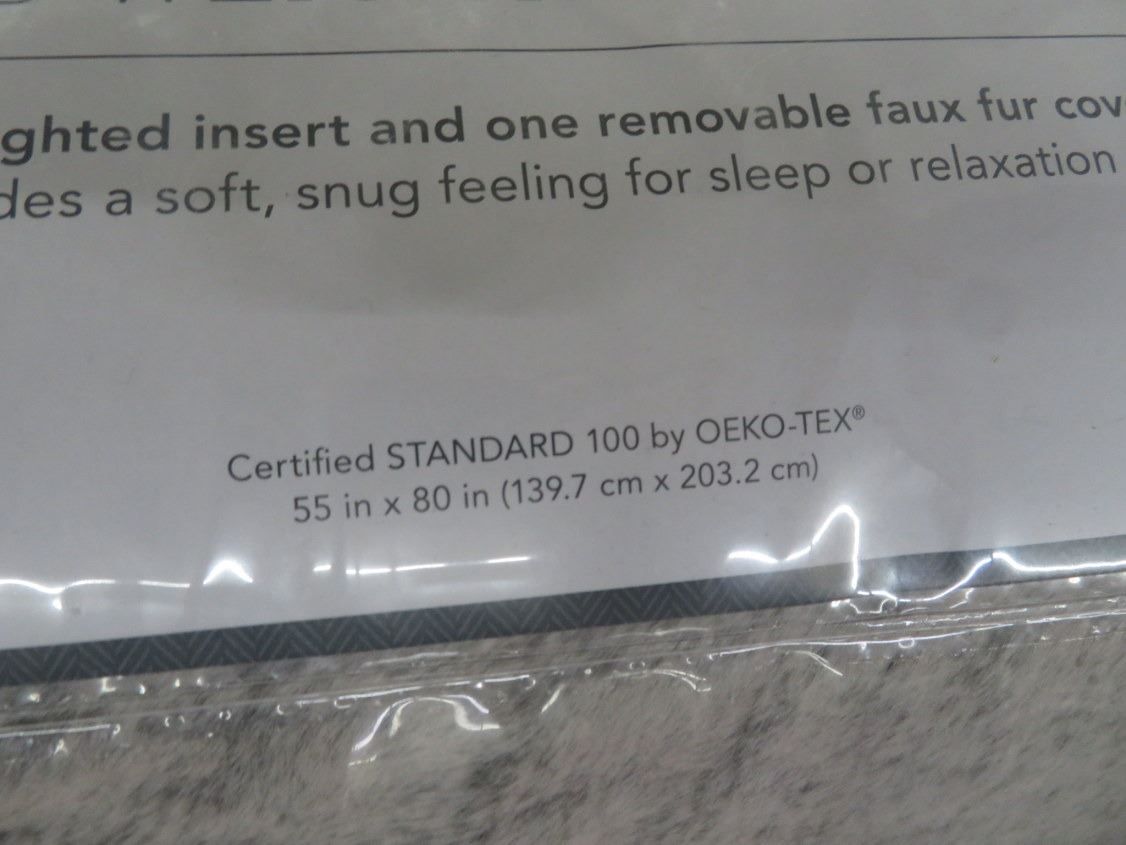 ghted insert and one removable faux fur cov
des a soft, snug feeling for sleep or relaxation
Certified STANDARD 100 by OEKO-TEX®
55 in x 80 in (139.7 cm x 203.2 cm)